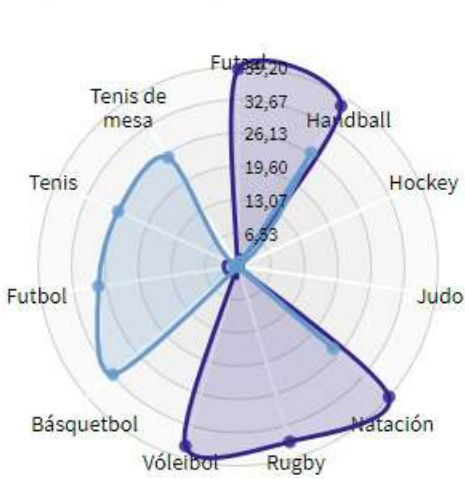 Futsal
39,20
Tenis de
mesa
32,67
Handball
26,13
19,60
Tenis
Hockey
13,07
6,53
Futbol
Judo
Básquetbol
Natación
Vóleibol
Rugby